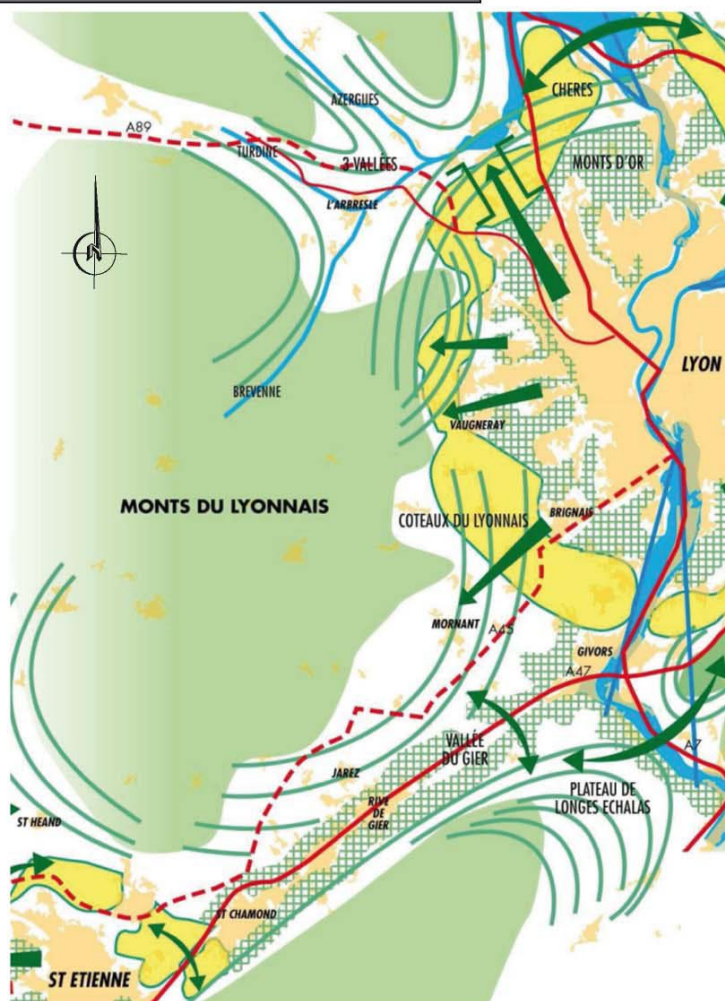 AZERGUES
CHERES
A89
TURDINE
3 VALLÉES
MONTS D'OR
L'ARBRESLE
N
LYON
BREVENNE
VAUGNERAY
MONTS DU LYONNAIS
COTEAUX DU LYONNAIS
BRIGNAIS
MORNANT
A45
GIVORS
A47
VALLÉE
DU GIER
A7
JAREZ
PLATEAU DE
LONGES ECHALAS
RIVE
DE
GIER
ST HEAND
ST CHAMOND
ST ETIENNE